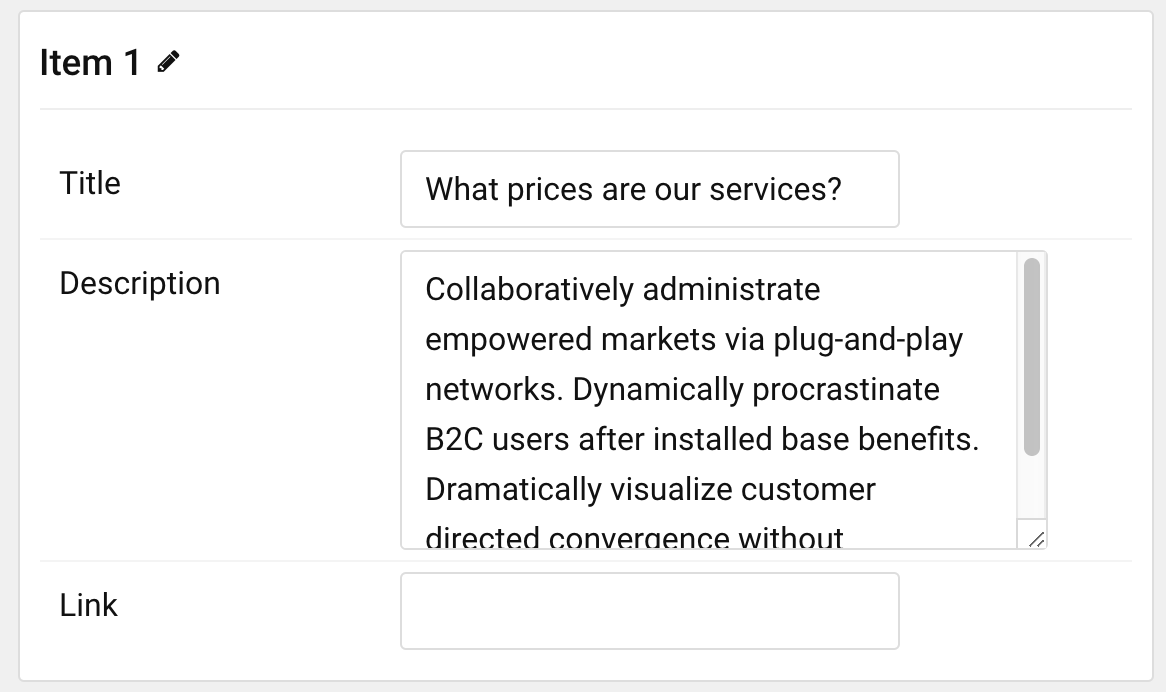 Item 1
Title
What prices are our services?
Description
Collaboratively administrate
empowered markets via plug-and-play
networks. Dynamically procrastinate
B2C users after installed base benefits.
Dramatically visualize customer
directed convergence without
Link